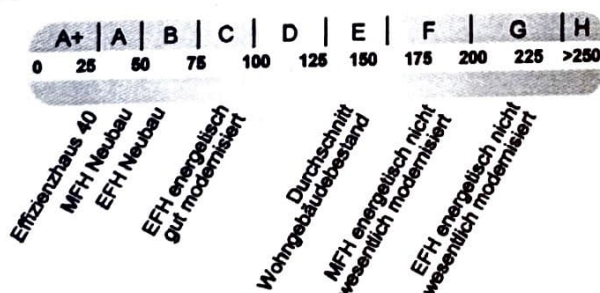 A+ | A | B | C | D | E | F | G | H
0 25 50 75 100 125 150 175 200 225 >250
Effizienzhaus 40
MFH Neubau
EFH Neubau
EFH energetisch
gut modernisiert
Durchschnitt
Wohngebäudebestand
MFH energetisch nicht
wesentlich modernisiert
EFH energetisch nicht
wesentlich modernisiert